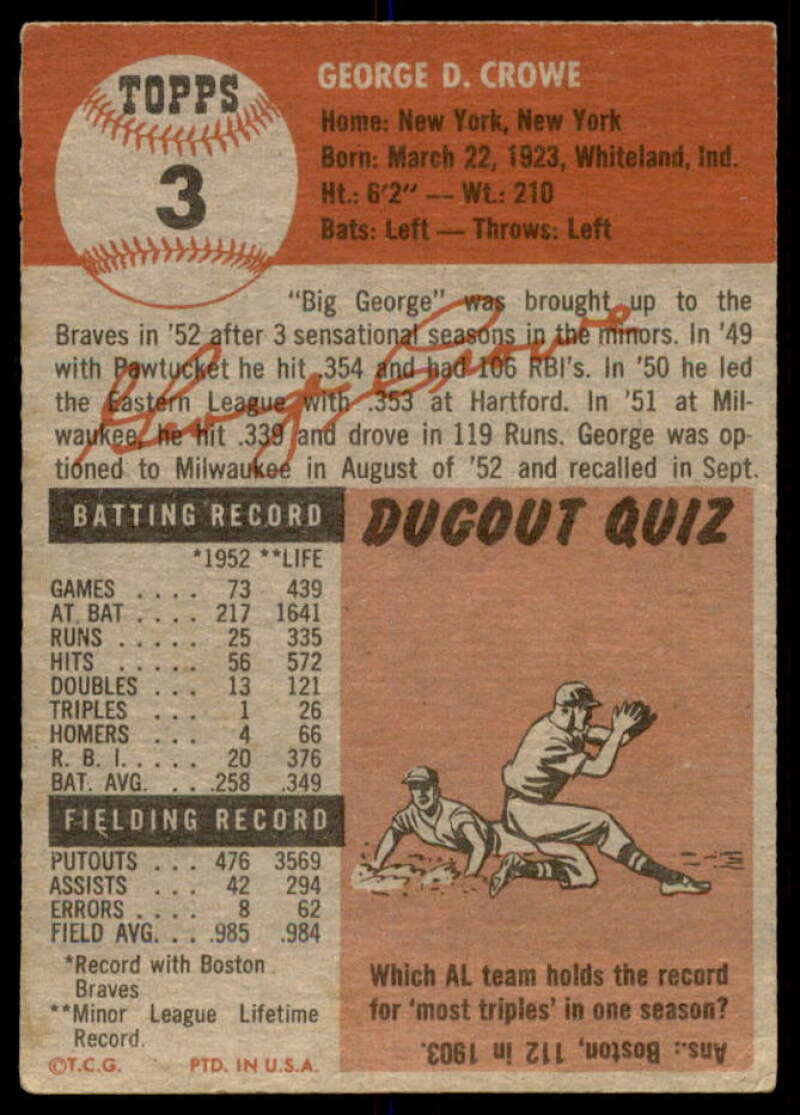 TOPPS
3
GEORGE D. CROWE
Home: New York, New York
Born: March 22, 1923, Whiteland, Ind.
Ht.: 6'2" — Wt.: 210
Bats: Left — Throws: Left
"Big George" was brought up to the
Braves in '52 after 3 sensational seasons in the minors. In '49
with Pawtucket he hit .354 and had 106 RBI's. In '50 he led
the Eastern League with .353 at Hartford. In '51 at Mil-
waukee, he hit .339 and drove in 119 Runs. George was op-
tioned to Milwaukee in August of '52 and recalled in Sept.
George Crowe
BATTING RECORD
*1952 **LIFE
GAMES . . . . 73 439
AT BAT . . . . 217 1641
RUNS . . . . . 25 335
HITS . . . . . 56 572
DOUBLES . . . 13 121
TRIPLES . . . 1 26
HOMERS . . . 4 66
R. B. I. . . . . 20 376
BAT. AVG. . . .258 .349
FIELDING RECORD
PUTOUTS . . . 476 3569
ASSISTS . . . 42 294
ERRORS . . . . 8 62
FIELD AVG. . . .985 .984
*Record with Boston
Braves
**Minor League Lifetime
Record.
©T.C.G. PTD. IN U.S.A.
DUGOUT QUIZ
Which AL team holds the record
for 'most triples' in one season?
Ans.: Boston, 112 in 1903.